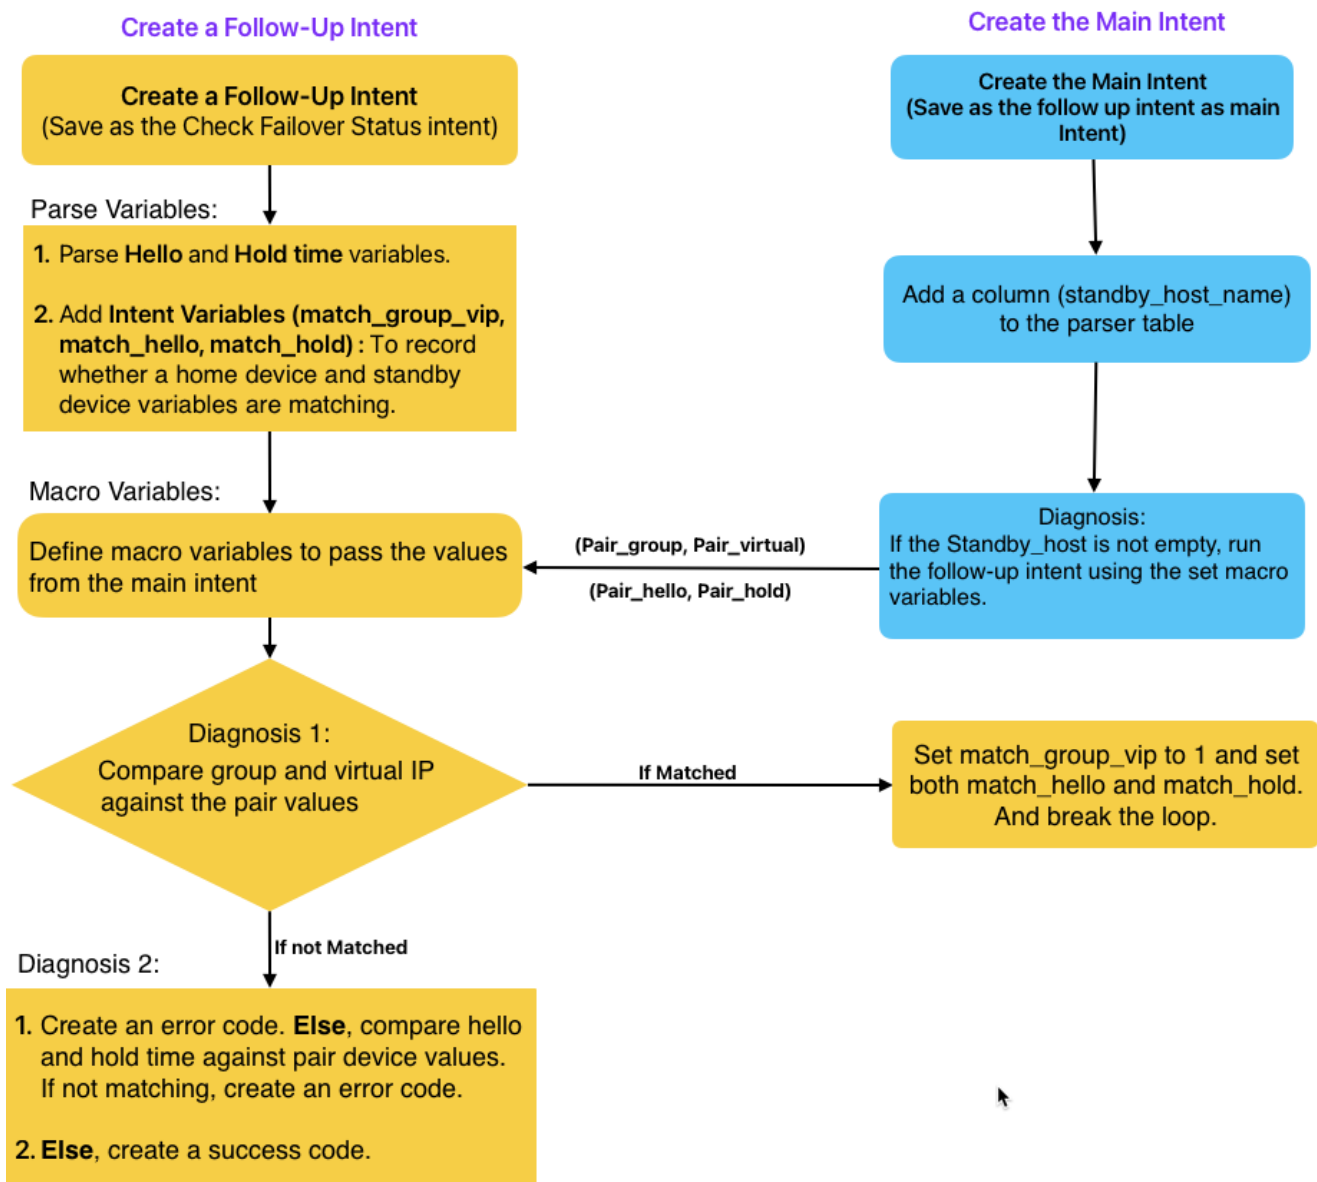 Create a Follow-Up Intent
Create a Follow-Up Intent
(Save as the Check Failover Status intent)
Parse Variables:
1. Parse Hello and Hold time variables.
2. Add Intent Variables (match_group_vip,
match_hello, match_hold) : To record
whether a home device and standby
device variables are matching.
Macro Variables:
Define macro variables to pass the values
from the main intent
Diagnosis 1:
Compare group and virtual IP
against the pair values
If not Matched
Diagnosis 2:
1. Create an error code. Else, compare hello
and hold time against pair device values.
If not matching, create an error code.
2. Else, create a success code.
Create the Main Intent
Create the Main Intent
(Save as the follow up intent as main
Intent)
Add a column (standby_host_name)
to the parser table
Diagnosis:
If the Standby_host is not empty, run
the follow-up intent using the set macro
variables.
(Pair_group, Pair_virtual)
(Pair_hello, Pair_hold)
If Matched
Set match_group_vip to 1 and set
both match_hello and match_hold.
And break the loop.